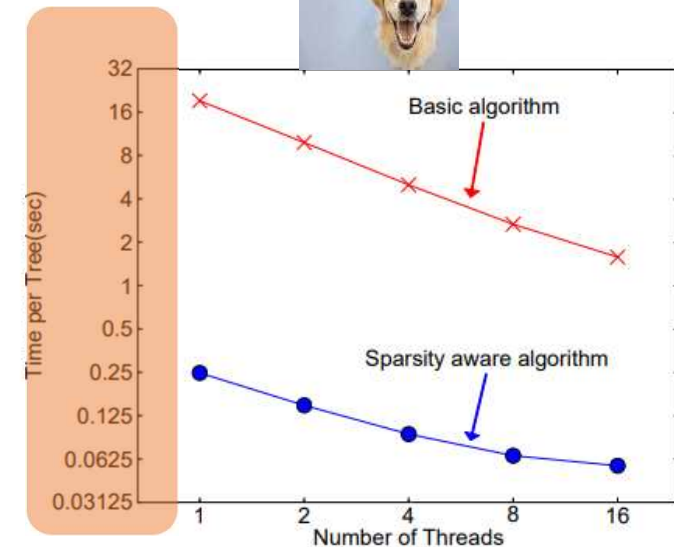 32
16
8
4
2
1
0.5
0.25
0.125
0.0625
0.03125
Time per Tree(sec)
Basic algorithm
Sparsity aware algorithm
1 2 4 8 16
Number of Threads